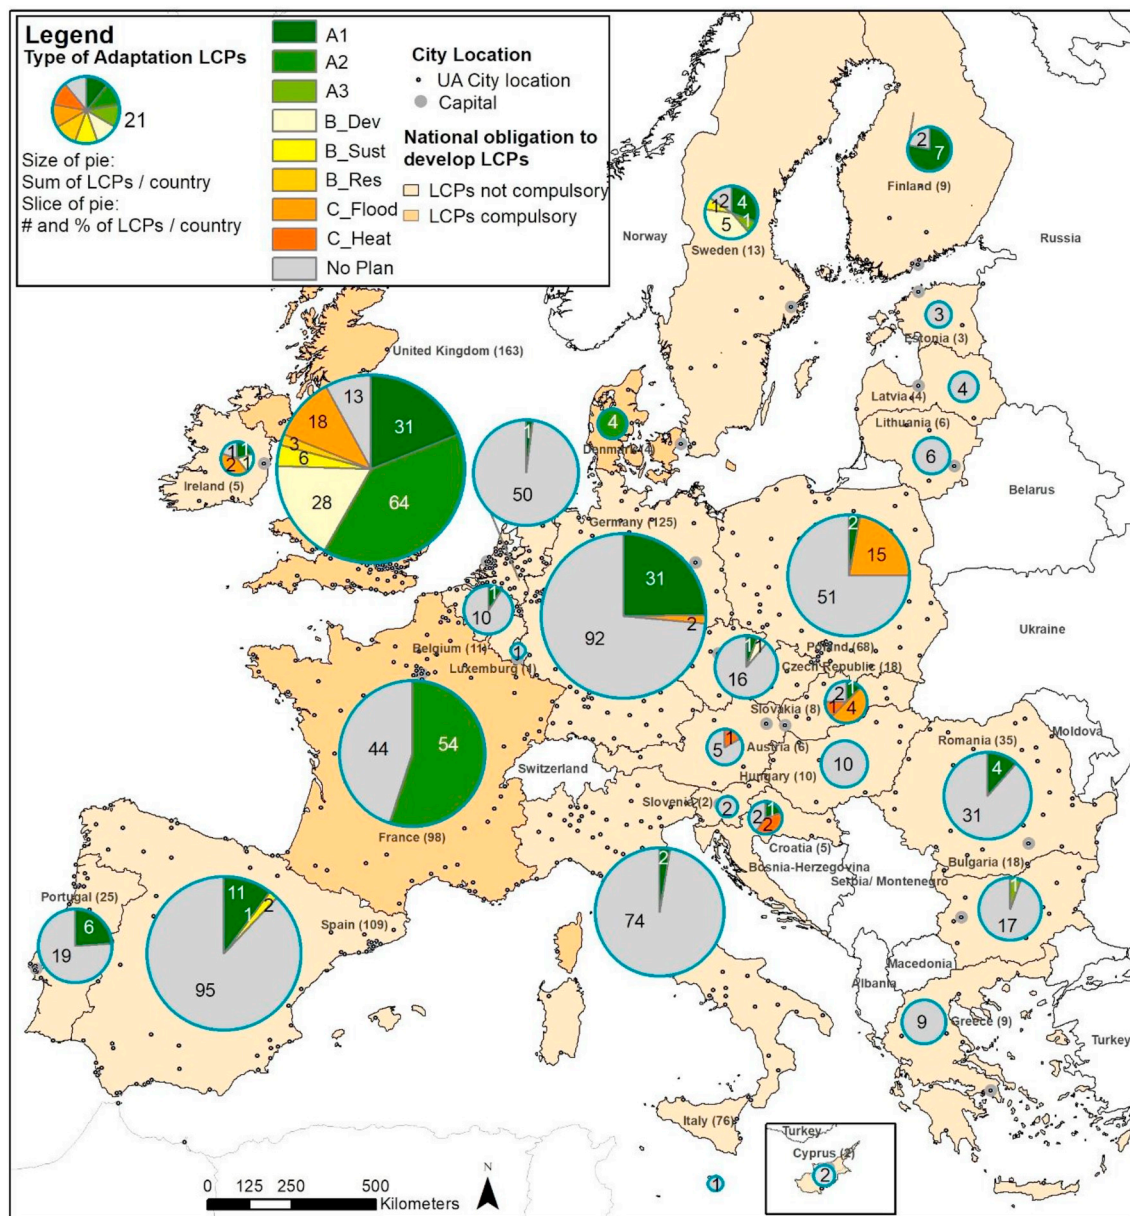 Legend
Type of Adaptation LCPs
21
Size of pie:
Sum of LCPs / country
Slice of pie:
# and % of LCPs / country
A1
A2
A3
B_Dev
B_Sust
B_Res
C_Flood
C_Heat
No Plan
City Location
UA City location
Capital
National obligation to
develop LCPs
LCPs not compulsory
LCPs compulsory
2
7
Finland (9)
Norway
Russia
4
1
5
1
2
Sweden (13)
3
Estonia (3)
4
Latvia (4)
Lithuania (6)
6
Belarus
United Kingdom (163)
13
31
18
3
6
28
64
1
1
2
1
Ireland (5)
1
50
4
Denmark (4)
Germany (125)
31
2
92
2
15
51
Poland (68)
Ukraine
1
10
Belgium (11)
1
Luxemburg (1)
1
1
16
Czech Republic (18)
2
1
1
4
Slovakia (8)
1
5
Austria (6)
Hungary (10)
10
Moldova
Romania (35)
4
31
44
54
France (98)
Switzerland
Slovenia (2)
2
1
2
2
Croatia (5)
Bosnia-Herzegovina
Serbia/ Montenegro
Bulgaria (18)
1
17
Portugal (25)
6
19
11
1
2
95
Spain (109)
2
74
Italy (76)
Macedonia
Albania
9
Greece (9)
Turkey
1
Turkey
Cyprus (2)
2
0 125 250 500
Kilometers
N